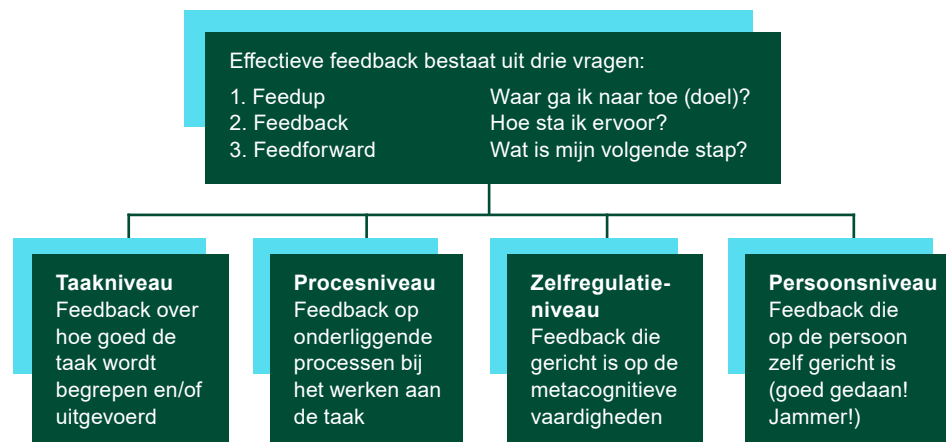 Effectieve feedback bestaat uit drie vragen:
1. Feedup Waar ga ik naar toe (doel)?
2. Feedback Hoe sta ik ervoor?
3. Feedforward Wat is mijn volgende stap?
Taakniveau
Feedback over
hoe goed de
taak wordt
begrepen en/of
uitgevoerd
Procesniveau
Feedback op
onderliggende
processen bij
het werken aan
de taak
Zelfregulatie-
niveau
Feedback die
gericht is op de
metacognitieve
vaardigheden
Persoonsniveau
Feedback die
op de persoon
zelf gericht is
(goed gedaan!
Jammer!)